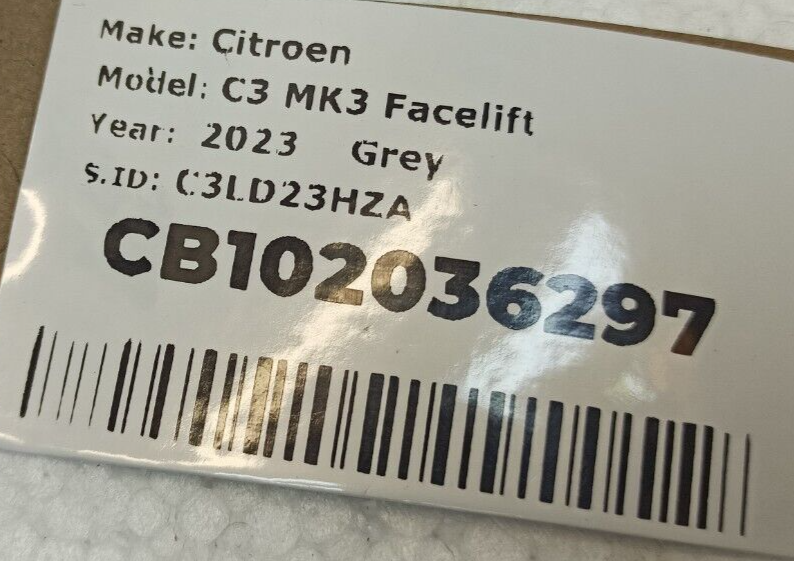 Make: Citroen
Model: C3 MK3 Facelift
Year: 2023 Grey
S.ID: C3LD23HZA
CB102036297